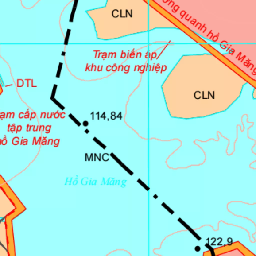 CLN
ờng quanh hồ Gia Măng
Trạm biến áp,
khu công nghiệp
DTL
CLN
114,84
ạm cấp nước
tập trung
hồ Gia Măng
MNC
Hồ Gia Măng
122,9